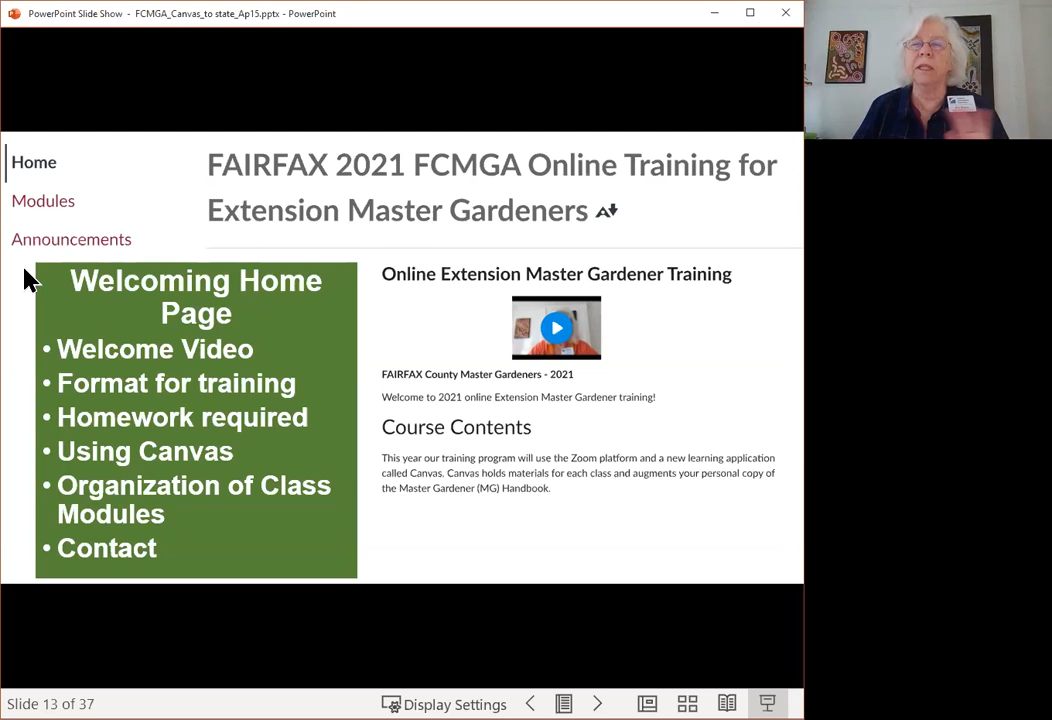 PowerPoint Slide Show - FCMGA_Canvas_to state_Ap15.pptx - PowerPoint
Home
Modules
Announcements
FAIRFAX 2021 FCMGA Online Training for
Extension Master Gardeners
Welcoming Home
Page
• Welcome Video
• Format for training
• Homework required
• Using Canvas
• Organization of Class
Modules
• Contact
Online Extension Master Gardener Training
FAIRFAX County Master Gardeners - 2021
Welcome to 2021 online Extension Master Gardener training!
Course Contents
This year our training program will use the Zoom platform and a new learning application
called Canvas. Canvas holds materials for each class and augments your personal copy of
the Master Gardener (MG) Handbook.
Slide 13 of 37
Display Settings